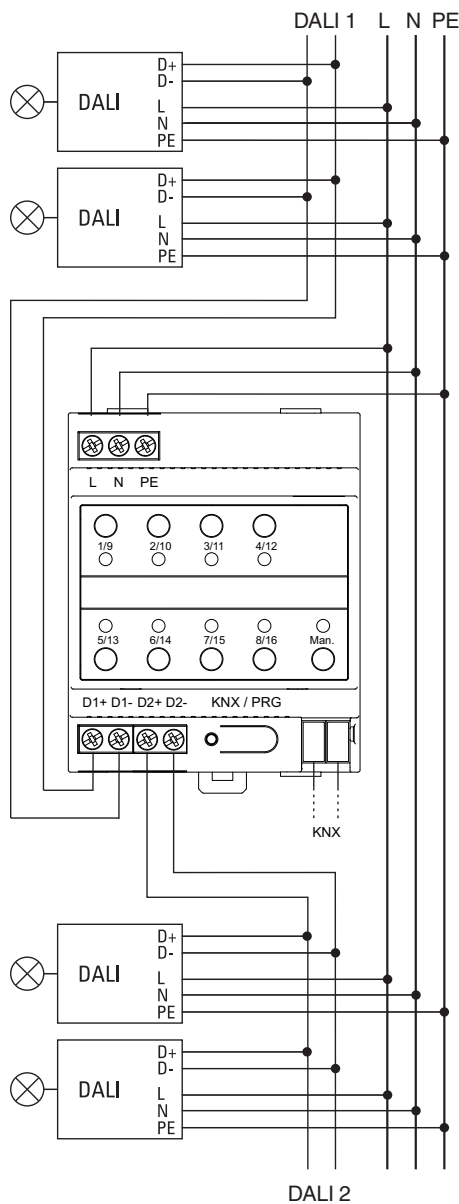 DALI 1 L N PE
D+
D-
DALI
L
N
PE
D+
D-
DALI
L
N
PE
L N PE
1/9 2/10 3/11 4/12
5/13 6/14 7/15 8/16 Man.
D1+ D1- D2+ D2- KNX / PRG
KNX
D+
D-
DALI
L
N
PE
D+
D-
DALI
L
N
PE
DALI 2